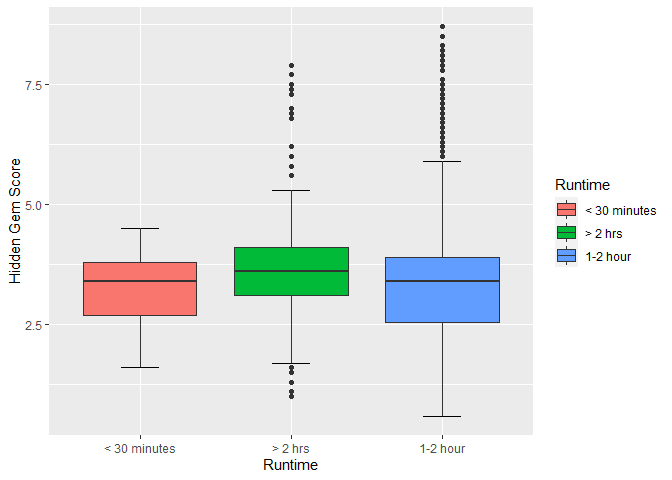 Hidden Gem Score
7.5
5.0
2.5
< 30 minutes
> 2 hrs
1-2 hour
Runtime
Runtime
< 30 minutes
> 2 hrs
1-2 hour